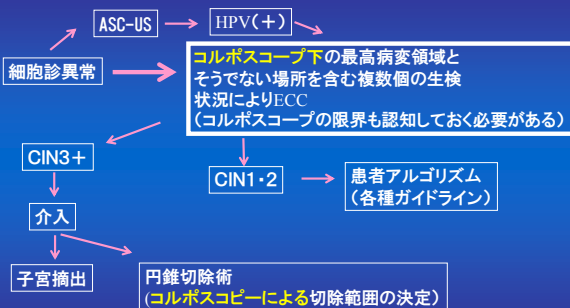 ASC-US
HPV(+)
細胞診異常
コルポスコープ下の最高病変領域と
そうでない場所を含む複数個の生検
状況によりECC
(コルポスコープの限界も認知しておく必要がある)
CIN3+
CIN1・2
患者アルゴリズム
(各種ガイドライン)
介入
子宮摘出
円錐切除術
(コルポスコピーによる切除範囲の決定)